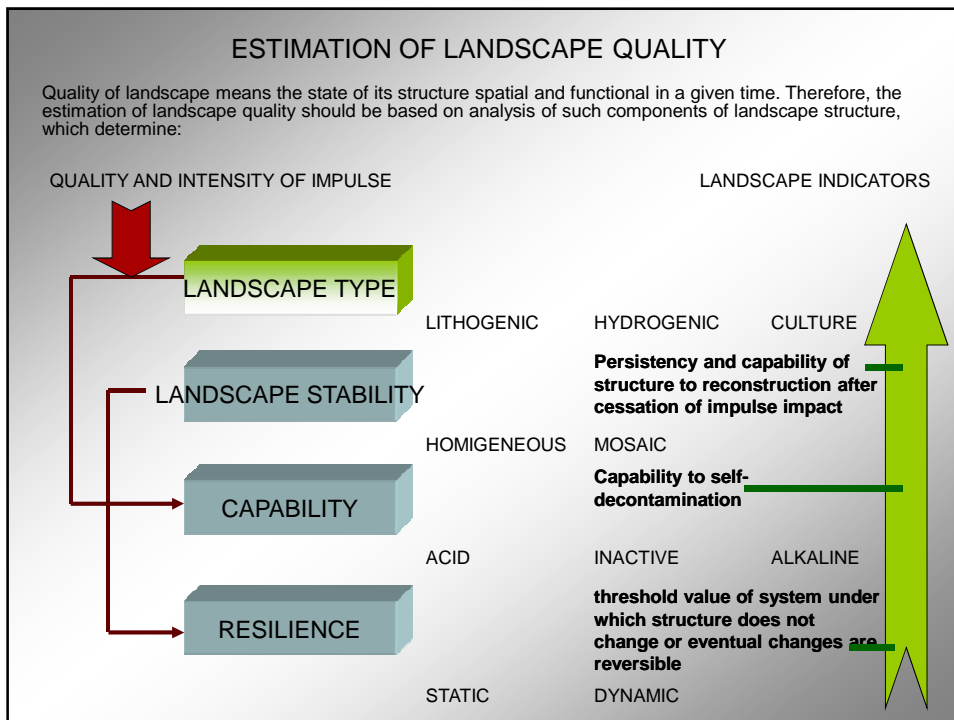 ESTIMATION OF LANDSCAPE QUALITY
Quality of landscape means the state of its structure spatial and functional in a given time. Therefore, the
estimation of landscape quality should be based on analysis of such components of landscape structure,
which determine:
QUALITY AND INTENSITY OF IMPULSE
LANDSCAPE INDICATORS
LANDSCAPE TYPE
LITHOGENIC HYDROGENIC CULTURE
LANDSCAPE STABILITY
Persistency and capability of
structure to reconstruction after
cessation of impulse impact
HOMIGENEOUS MOSAIC
CAPABILITY
Capability to self-
decontamination
ACID INACTIVE ALKALINE
RESILIENCE
threshold value of system under
which structure does not
change or eventual changes are
reversible
STATIC DYNAMIC